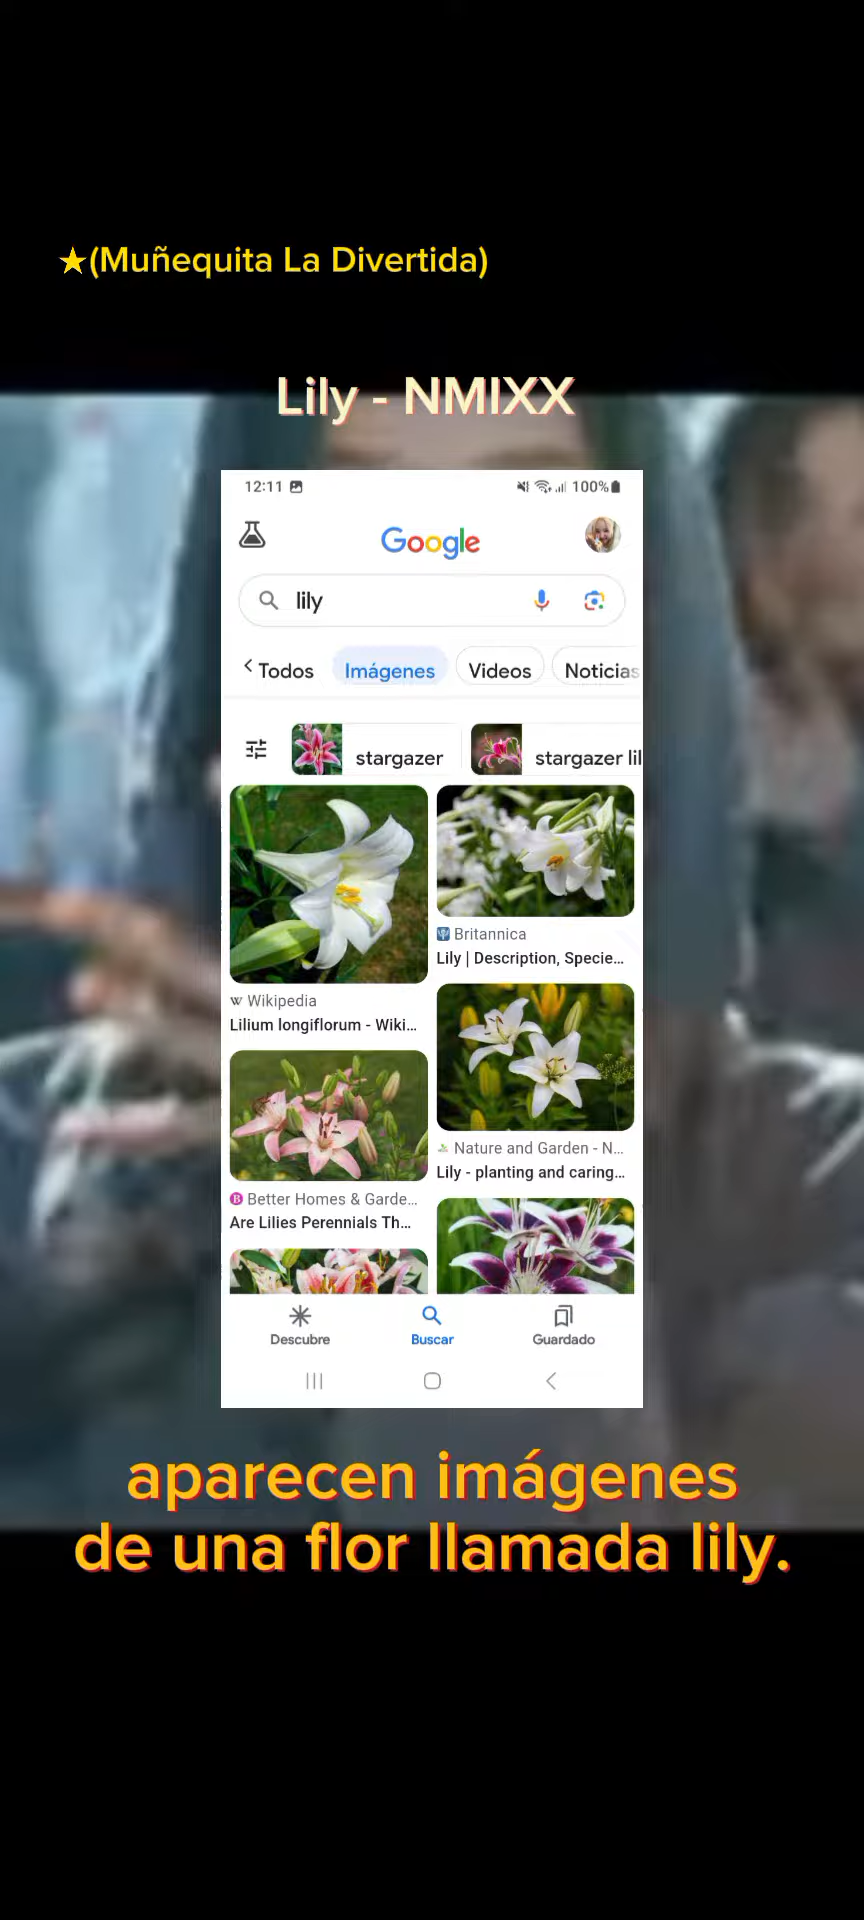 ★(Muñequita La Divertida)
Lily - NMIXX
12:11
100%
Google
lily
Todos Imágenes Videos Noticias
stargazer stargazer lil
Wikipedia
Lilium longiflorum - Wiki...
Britannica
Lily | Description, Specie...
Better Homes & Garde...
Are Lilies Perennials Th...
Nature and Garden - N...
Lily - planting and caring...
Descubre Buscar Guardado
aparecen imágenes
de una flor llamada lily.